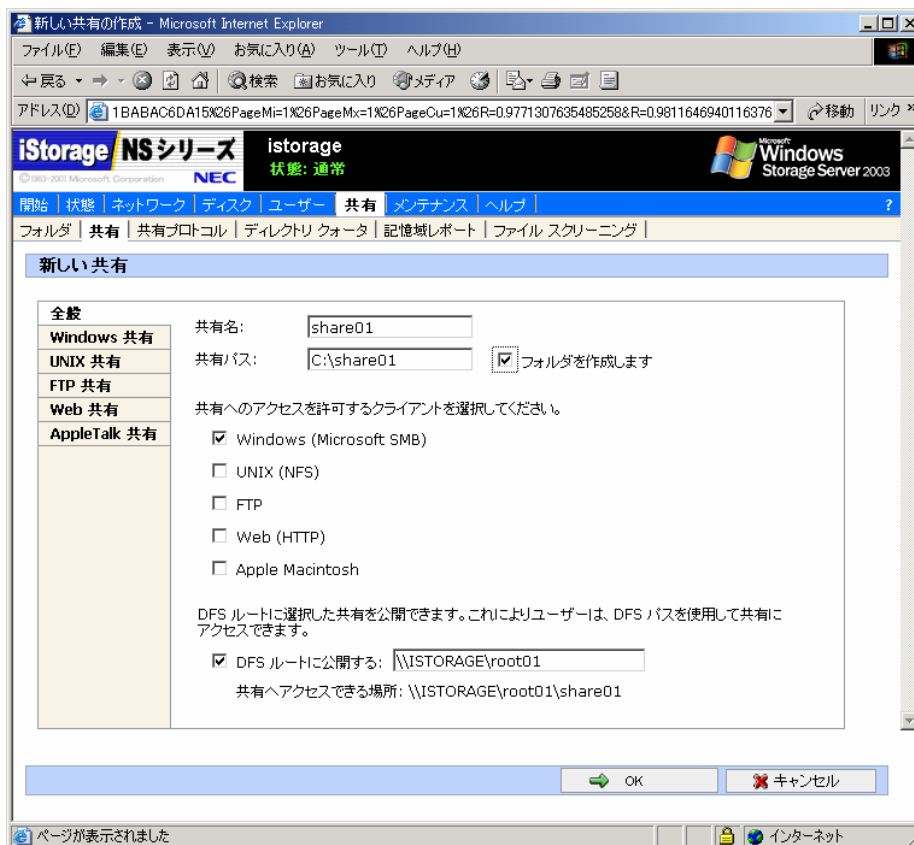 新しい共有の作成 - Microsoft Internet Explorer
ファイル(F) 編集(E) 表示(V) お気に入り(A) ツール(T) ヘルプ(H)
戻る 検索 お気に入り メディア
アドレス(D) 1BABAC6DA15%26PageMi=1%26PageMx=1%26PageCu=1%26R=0.97713076354852588&R=0.9811646940116376 移動 リンク »
iStorage NSシリーズ
©1983-2001 Microsoft Corporation NEC
istorage
状態: 通常
Microsoft
Windows
Storage Server 2003
開始 | 状態 | ネットワーク | ディスク | ユーザー | 共有 | メンテナンス | ヘルプ | ?
フォルダ | 共有 | 共有プロトコル | ディレクトリ クォータ | 記憶域レポート | ファイル スクリーニング |
新しい 共有
全般
Windows 共有
UNIX 共有
FTP 共有
Web 共有
AppleTalk 共有
共有名: share01
共有パス: C:\share01 フォルダを作成します
共有へのアクセスを許可するクライアントを選択してください。
Windows (Microsoft SMB)
UNIX (NFS)
FTP
Web (HTTP)
Apple Macintosh
DFS ルートに選択した共有を公開できます。これによりユーザーは、DFS パスを使用して共有に
アクセスできます。
DFS ルートに公開する: \\ISTORAGE\root01
共有へアクセスできる場所: \\ISTORAGE\root01\share01
OK キャンセル
ページが表示されました インターネット